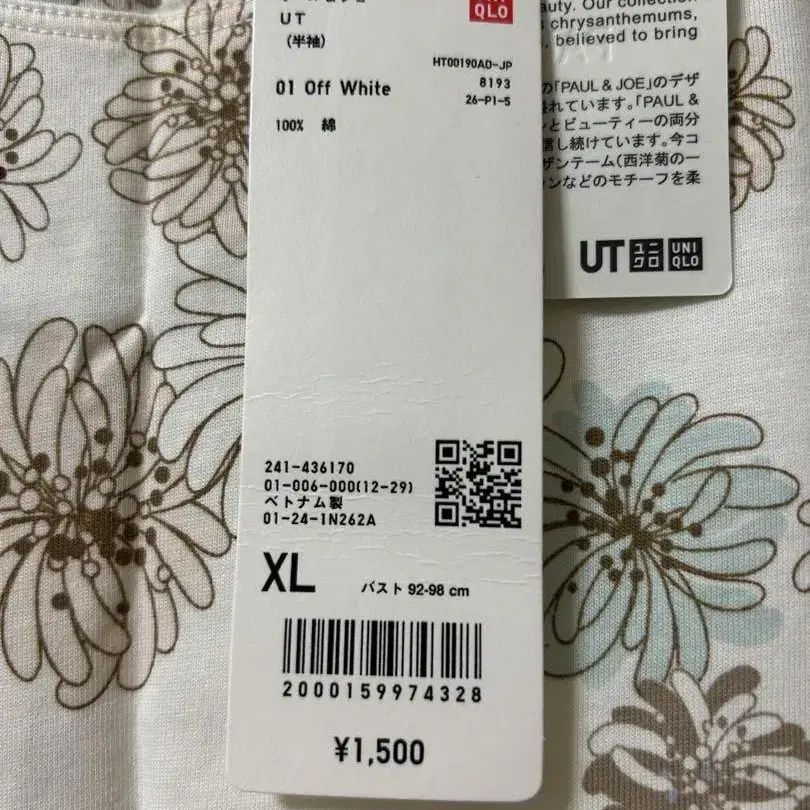 QLO
UT
(半袖)
HT00190AD-JP
01 Off White
8193
26-P1-5
100% 綿
241-436170
01-006-000(12-29)
ベトナム製
01-24-1N262A
XL
バスト 92-98 cm
2000159974328
¥1,500
auty. Our collection
chrysanthemums,
, believed to bring
の「PAUL & JOE」のデザ
れています。「PAUL &
とビューティーの両分
信し続けています。今コ
ザンテーム(西洋菊の一
ンなどのモチーフを柔
UT ユニクロ UNIQLO